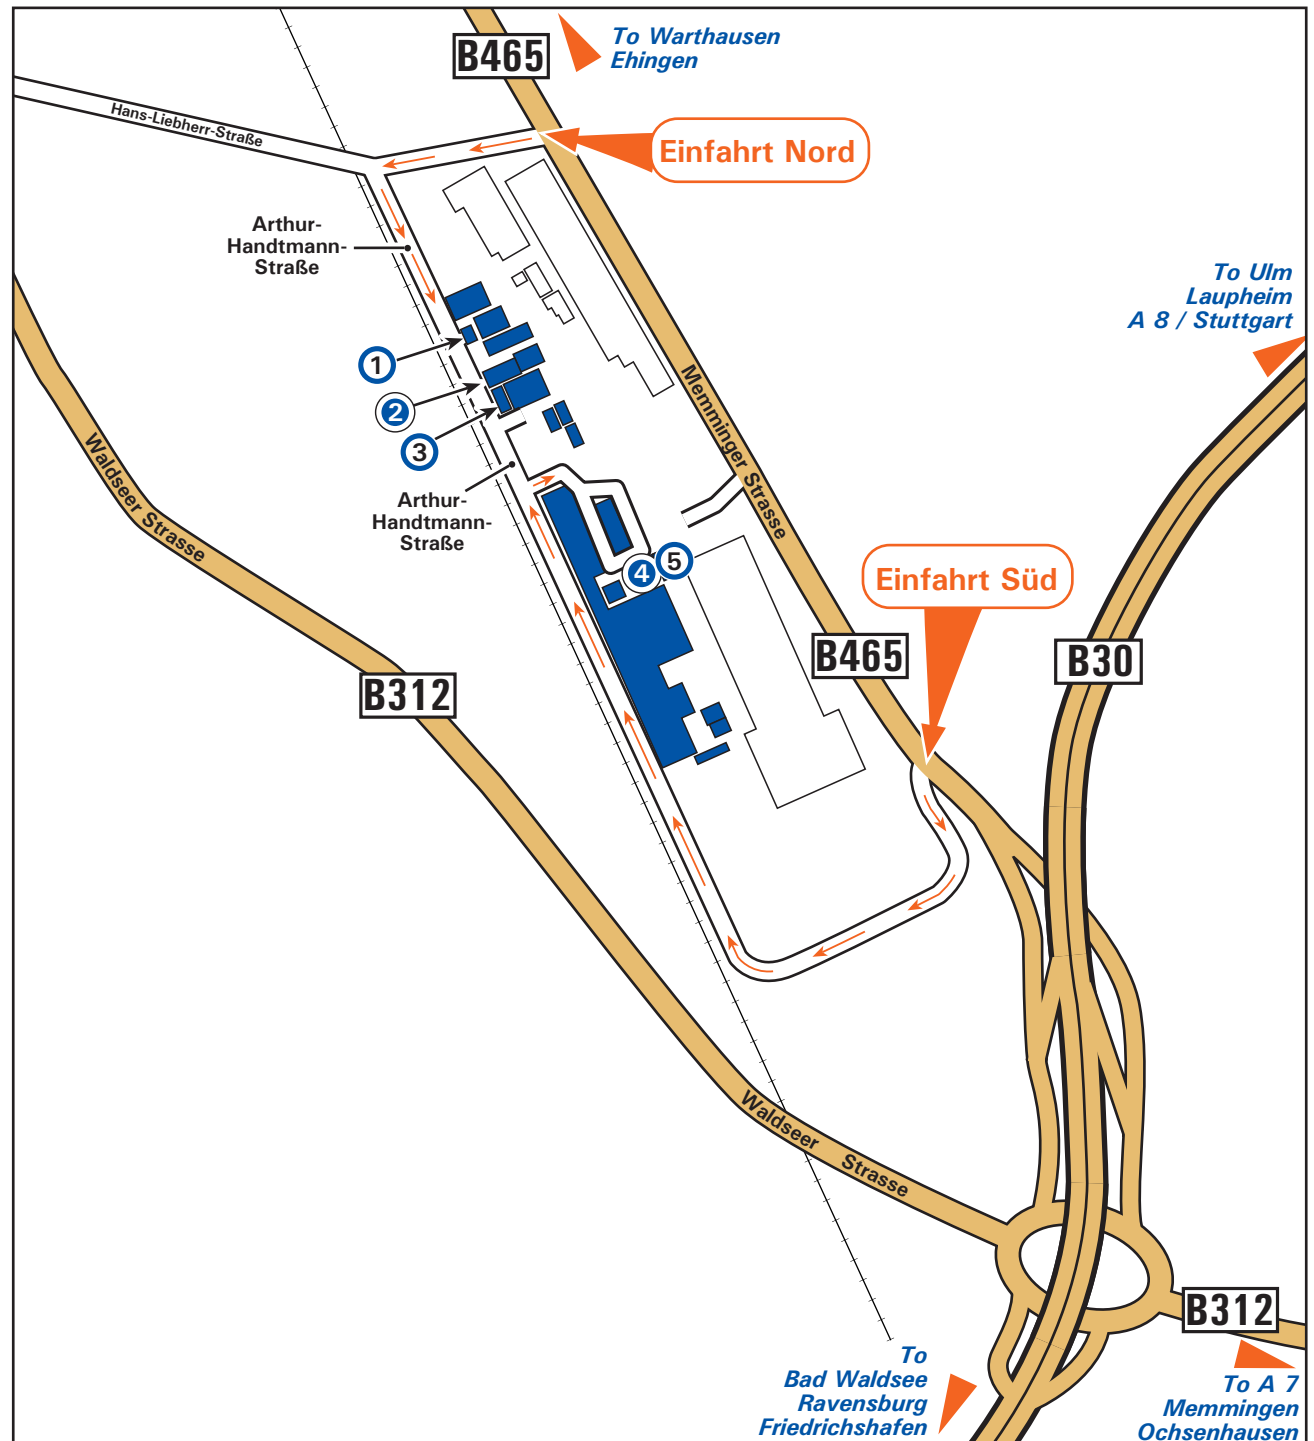 B465
To Warthausen
Ehingen
Hans-Liebherr-Straße
Einfahrt Nord
Arthur-
Handtmann-
Straße
To Ulm
Laupheim
A 8 / Stuttgart
1
2
3
Memminger Strasse
Waldseer Strasse
Arthur-
Handtmann-
Straße
4
5
Einfahrt Süd
B465
B30
B312
Waldseer Strasse
B312
To
Bad Waldsee
Ravensburg
Friedrichshafen
To A 7
Memmingen
Ochsenhausen